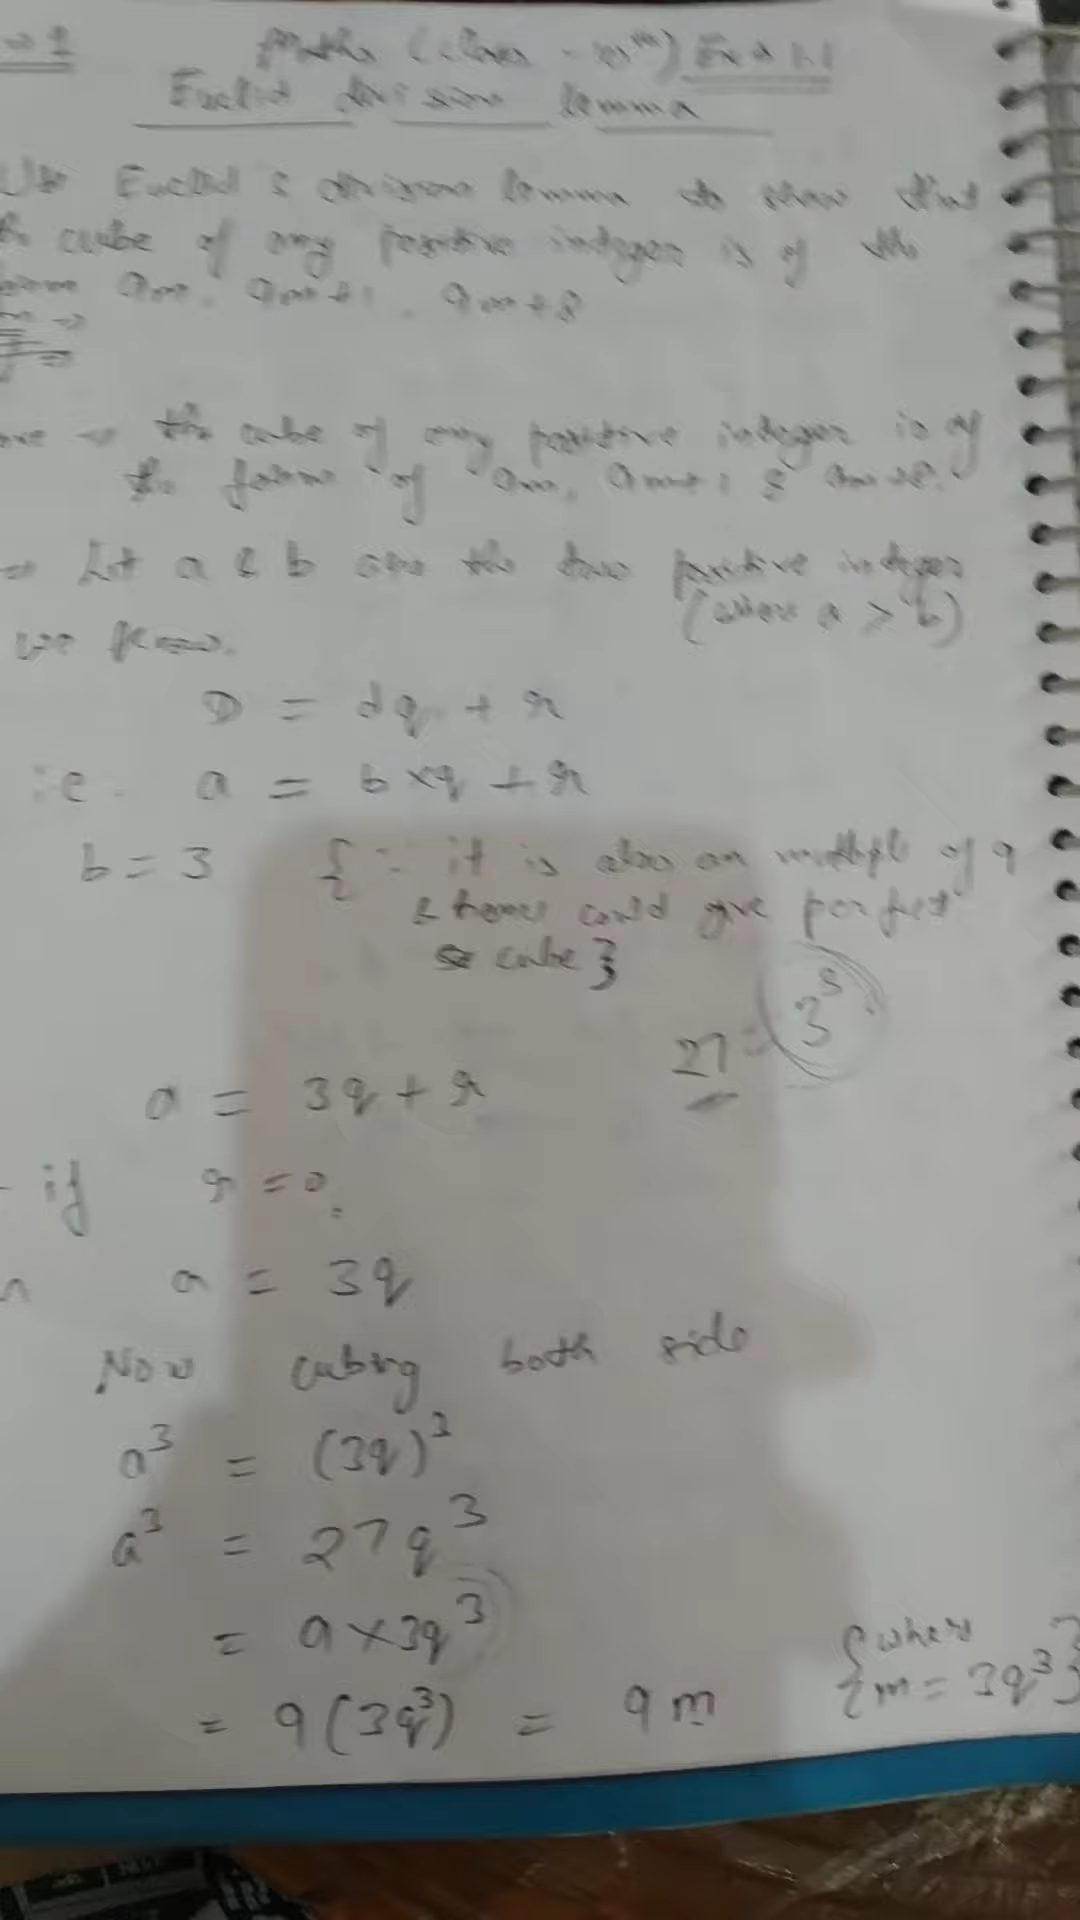 Maths (class - xᵗʰ) Ex → 1.1
Euclid division lemma
Use Euclid's division lemma to show that
cube of any positive integer is of the
form 9m, 9m+1, 9m+8
the cube of any positive integer is of
the form of 9m, 9m+1 & 9m+8.
⇒ Let a & b are the two positive integer
(where a > b)
we know.
D = dq + r
i.e. a = b×q + r
b = 3 {∵ it is also an multiple of 9
& hence could give perfect
cube}
27 = 3³
a = 3q + r
if r = 0
a = 3q
Now cubing both side
a³ = (3q)³
a³ = 27q³
= 9×3q³
= 9(3q³) = 9m {where
m = 3q³}